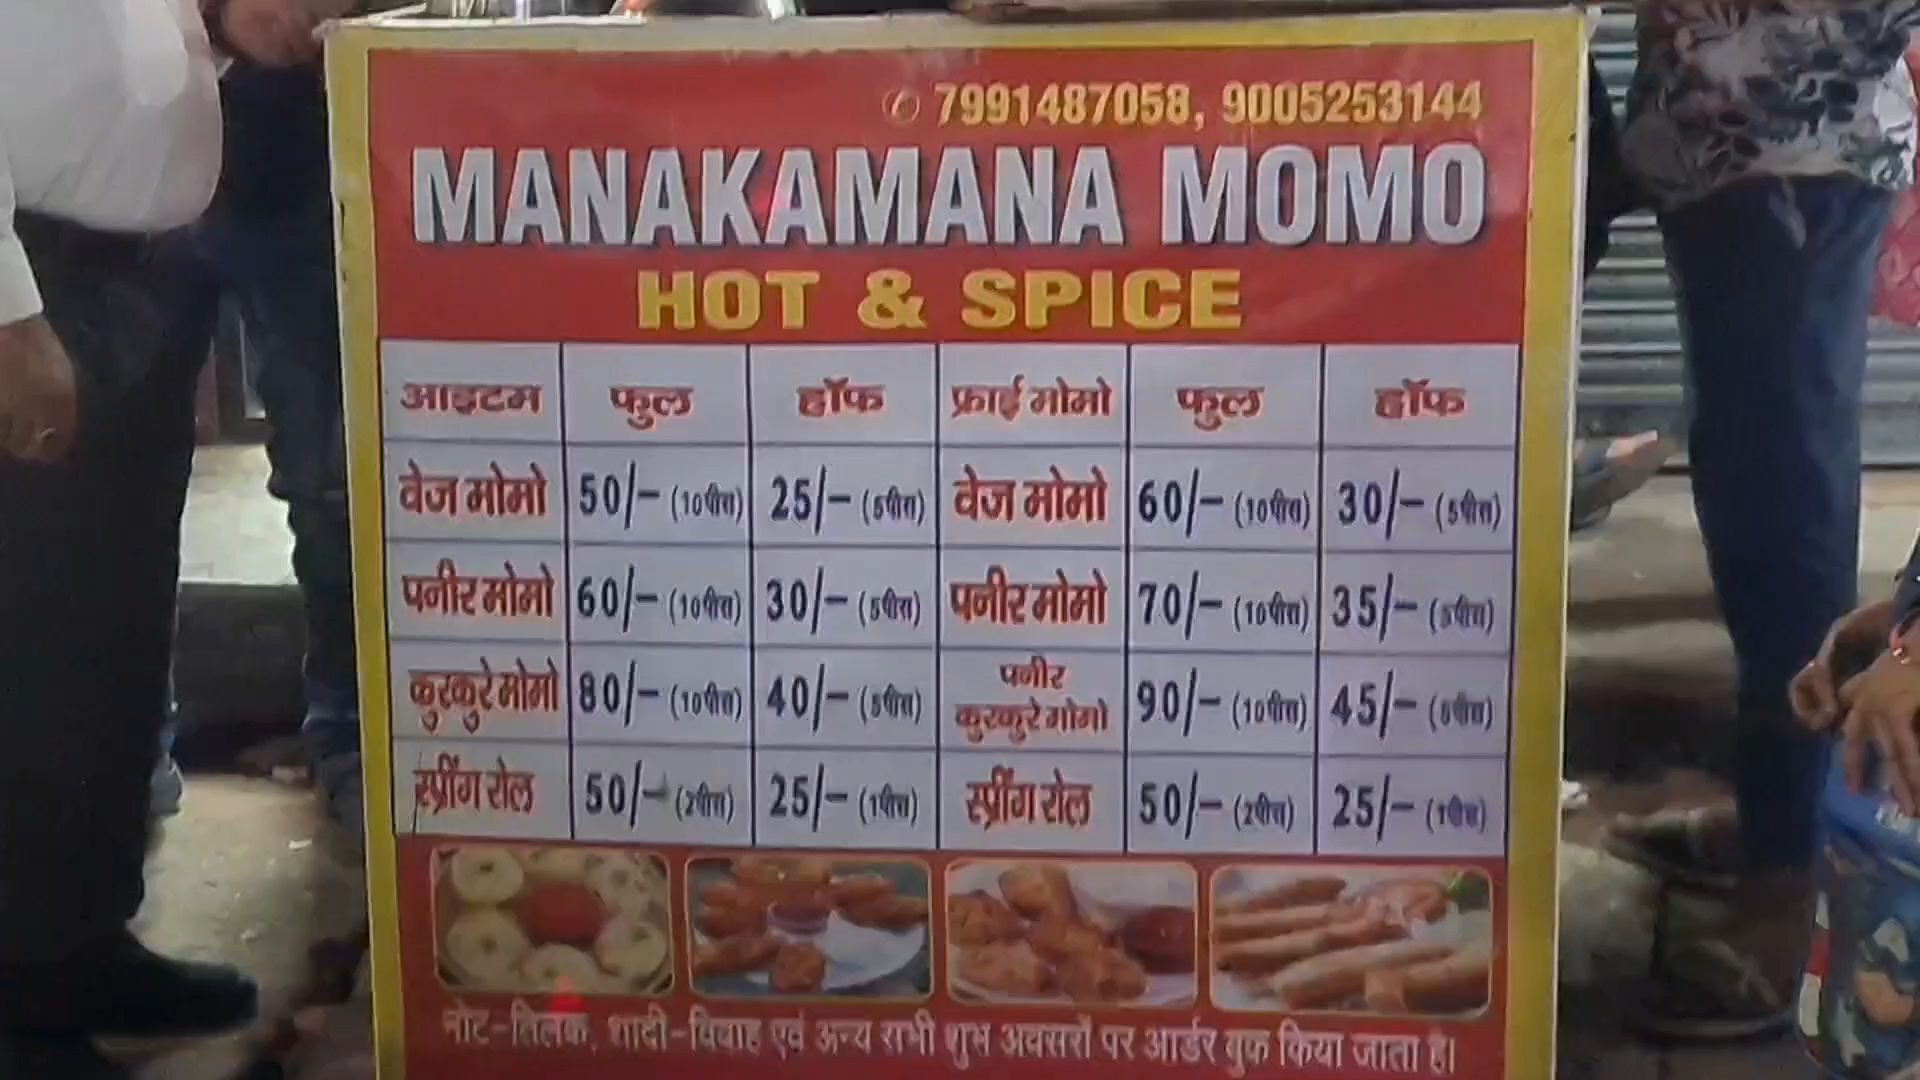 ✆ 7991487058, 9005253144
MANAKAMANA MOMO
HOT & SPICE
आइटम फुल हॉफ फ्राई मोमो फुल हॉफ
वेज मोमो 50/- (10पीस) 25/- (5पीस) वेज मोमो 60/- (10पीस) 30/- (5पीस)
पनीर मोमो 60/- (10पीस) 30/- (5पीस) पनीर मोमो 70/- (10पीस) 35/- (5पीस)
कुरकुरे मोमो 80/- (10पीस) 40/- (5पीस) पनीर कुरकुरे मोमो 90/- (10पीस) 45/- (5पीस)
स्प्रींग रोल 50/- (2पीस) 25/- (1पीस) स्प्रींग रोल 50/- (2पीस) 25/- (1पीस)
नोट-तिलक, शादी-विवाह एवं अन्य सभी शुभ अवसरों पर आर्डर बुक किया जाता है।